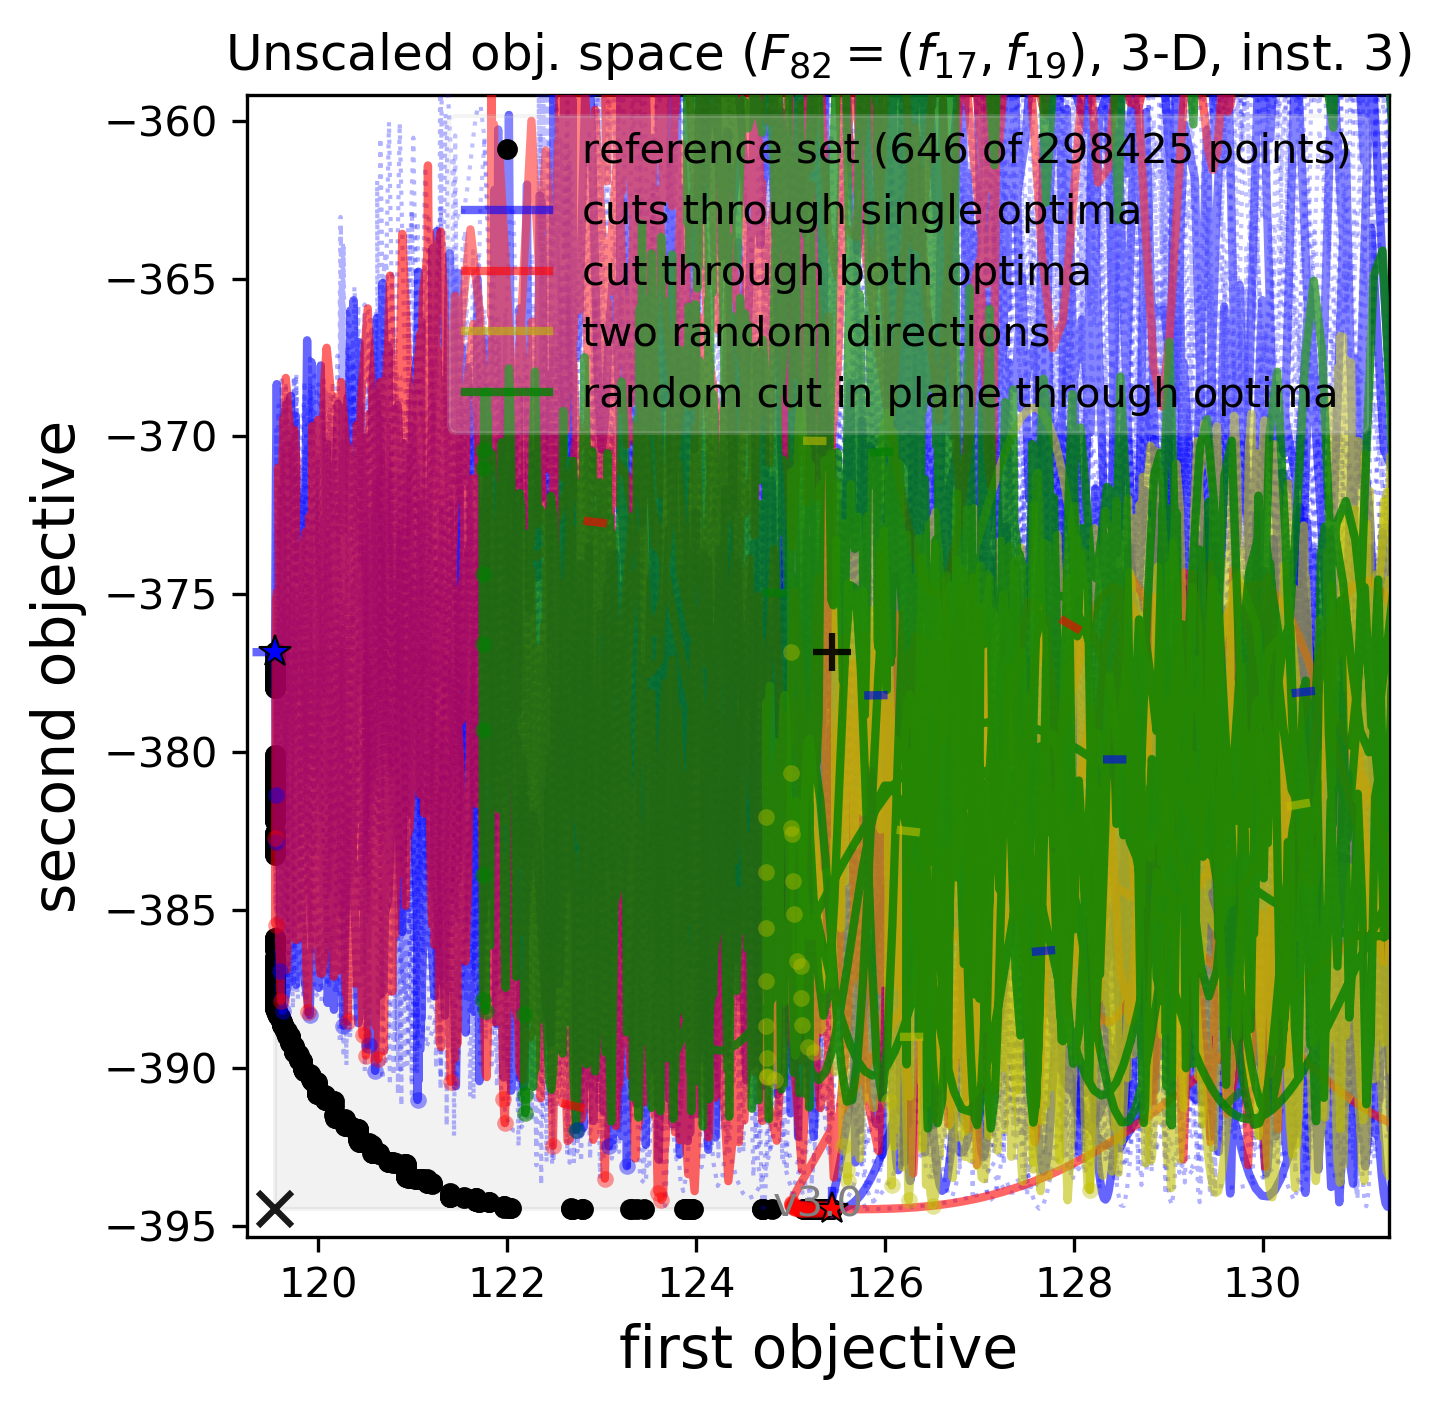 Unscaled obj. space (F82 = (f17, f19), 3-D, inst. 3)
reference set (646 of 298425 points)
cuts through single optima
cut through both optima
two random directions
random cut in plane through optima
second objective
−360
−365
−370
−375
−380
−385
−390
−395
v3.0
120 122 124 126 128 130
first objective